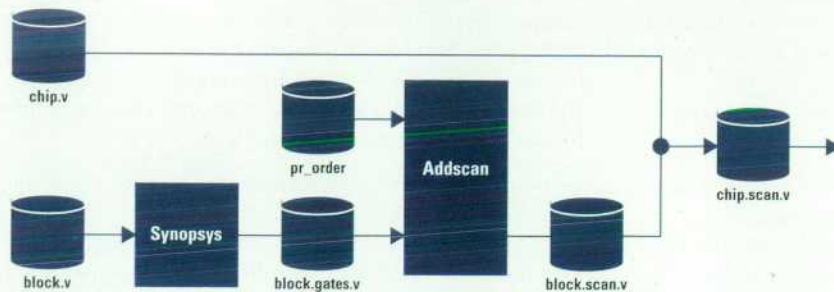 chip.v
pr_order
Addscan
chip.scan.v
Synopsys
block.v
block.gates.v
block.scan.v